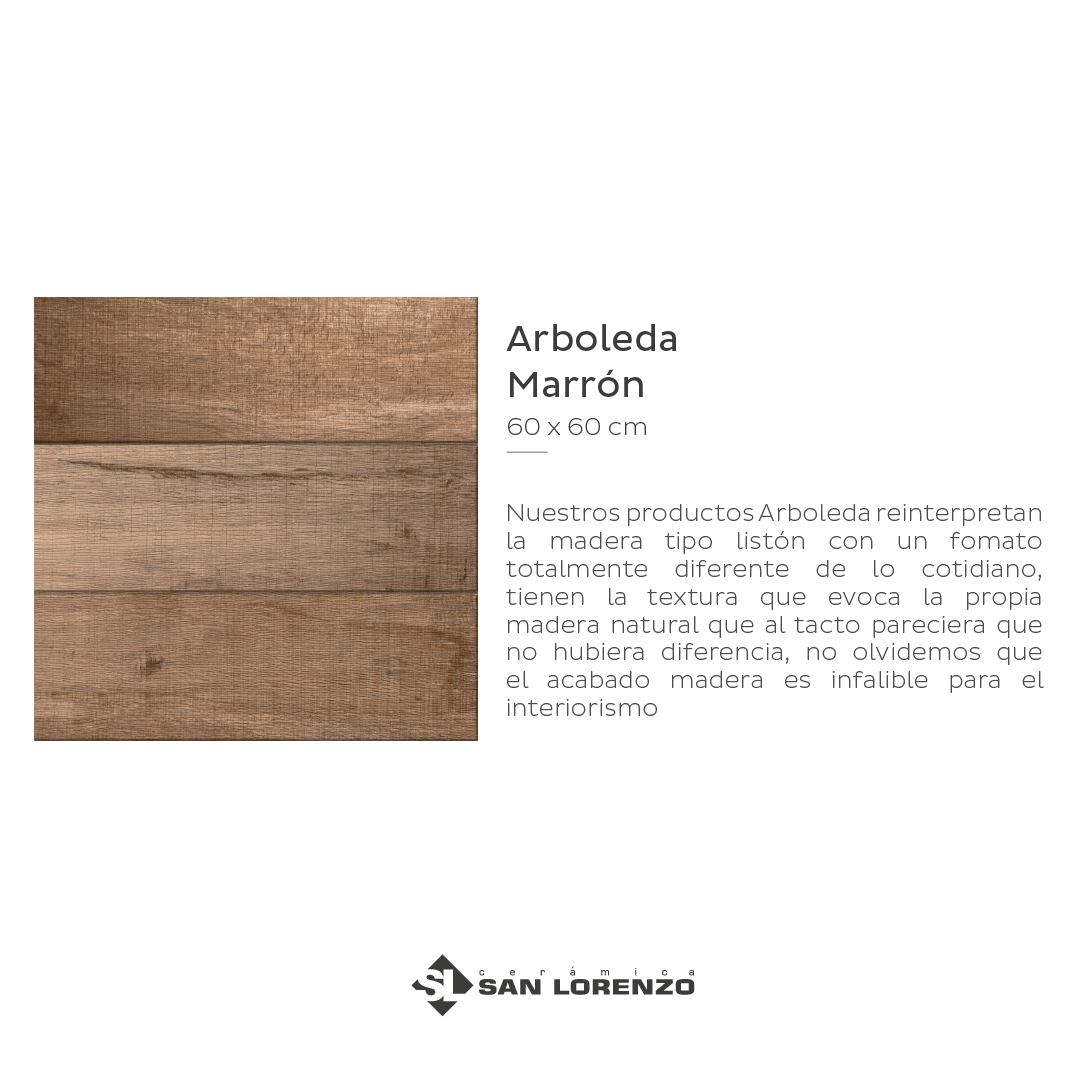 Arboleda
Marrón
60 x 60 cm
Nuestros productos Arboleda reinterpretan
la madera tipo listón con un fomato
totalmente diferente de lo cotidiano,
tienen la textura que evoca la propia
madera natural que al tacto pareciera que
no hubiera diferencia, no olvidemos que
el acabado madera es infalible para el
interiorismo
SL
cerámica
SAN LORENZO